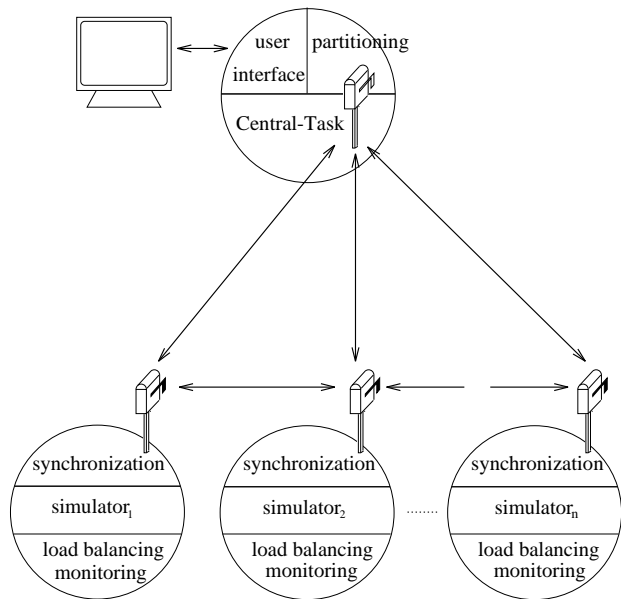 user partitioning
interface
Central-Task
synchronization synchronization synchronization
simulator1 simulator2 ........ simulatorn
load balancing load balancing load balancing
monitoring monitoring monitoring